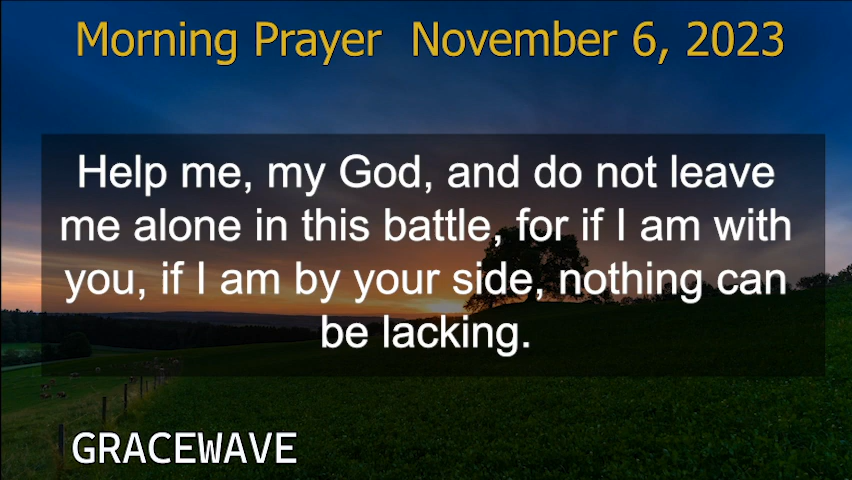 Morning Prayer  November 6, 2023
Help me, my God, and do not leave
me alone in this battle, for if I am with
you, if I am by your side, nothing can
be lacking.
GRACEWAVE